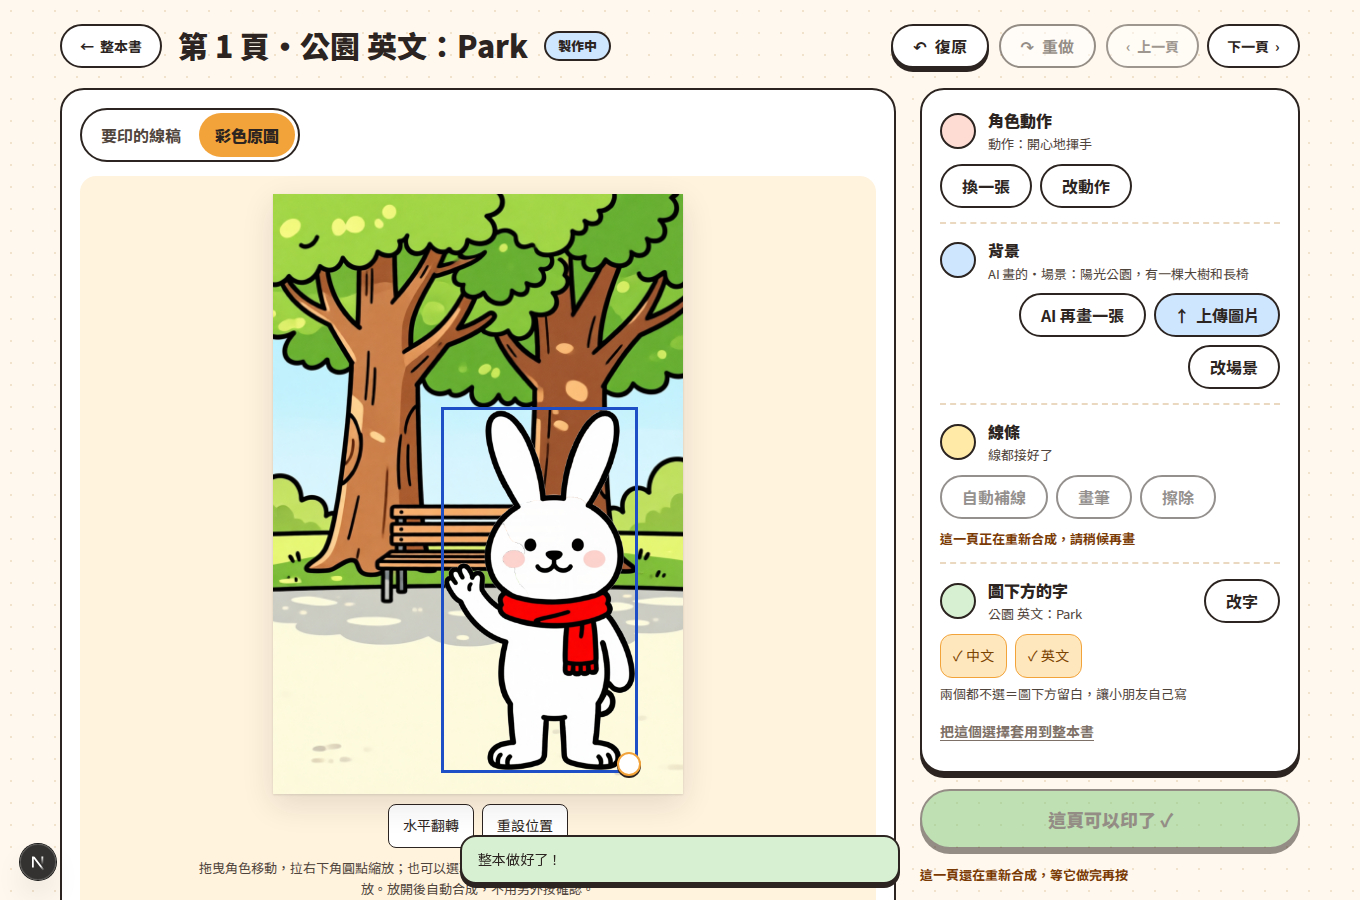 ← 整本書
第 1 頁・公園 英文：Park
製作中
↶ 復原
↷ 重做
‹ 上一頁
下一頁 ›
要印的線稿
彩色原圖
水平翻轉
重設位置
拖曳角色移動，拉右下角圓點縮放；也可以選
放。放開後自動合成，不用另外按確認。
整本做好了！
N
角色動作
動作：開心地揮手
換一張
改動作
背景
AI 畫的・場景：陽光公園，有一棵大樹和長椅
AI 再畫一張
↑ 上傳圖片
改場景
線條
線都接好了
自動補線
畫筆
擦除
這一頁正在重新合成，請稍候再畫
圖下方的字
公園 英文：Park
改字
✓ 中文
✓ 英文
兩個都不選＝圖下方留白，讓小朋友自己寫
把這個選擇套用到整本書
這頁可以印了 ✓
這一頁還在重新合成，等它做完再按